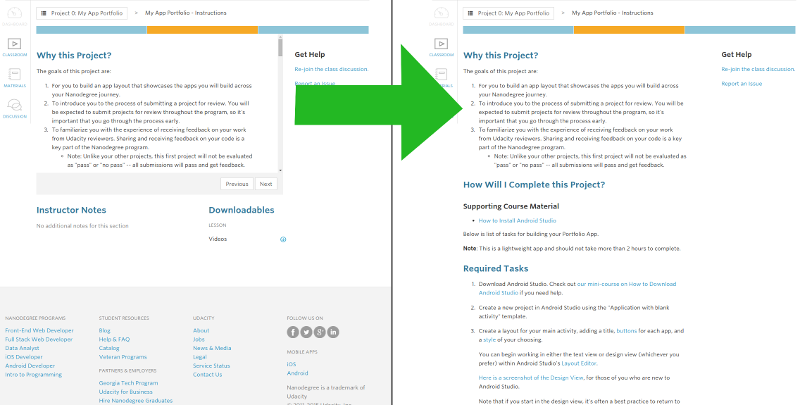 Project 0: My App Portfolio > My App Portfolio - Instructions
CLASSROOM
MATERIALS
DISCUSSION
Why this Project?
The goals of this project are:
1. For you to build an app layout that showcases the apps you will build across
your Nanodegree journey.
2. To introduce you to the process of submitting a project for review. You will
be expected to submit projects for review throughout the program, so it's
important that you go through the process early.
3. To familiarize you with the experience of receiving feedback on your work
from Udacity reviewers. Sharing and receiving feedback on your code is a
key part of the Nanodegree program.
• Note: Unlike your other projects, this first project will not be evaluated
as "pass" or "no pass" -- all submissions will pass and get feedback.
Previous
Next
Get Help
Re-join the class discussion.
Report an Issue
Instructor Notes
No additional notes for this section
Downloadables
LESSON
Videos
NANODEGREE PROGRAMS
Front-End Web Developer
Full Stack Web Developer
Data Analyst
iOS Developer
Android Developer
Intro to Programming
STUDENT RESOURCES
Blog
Help & FAQ
Catalog
Veteran Programs
PARTNERS & EMPLOYERS
Georgia Tech Program
Udacity for Business
Hire Nanodegree Graduates
UDACITY
About
Jobs
News & Media
Legal
Service Status
Contact Us
FOLLOW US ON
MOBILE APPS
iOS
Android
Nanodegree is a trademark of
Udacity
Project 0: My App Portfolio > My App Portfolio - Instructions
CLASSROOM
Why this Project?
The goals of this project are:
1. For you to build an app layout that showcases the apps you will build across
your Nanodegree journey.
2. To introduce you to the process of submitting a project for review. You will
be expected to submit projects for review throughout the program, so it's
important that you go through the process early.
3. To familiarize you with the experience of receiving feedback on your work
from Udacity reviewers. Sharing and receiving feedback on your code is a key
part of the Nanodegree program.
• Note: Unlike your other projects, this first project will not be evaluated
as "pass" or "no pass" -- all submissions will pass and get feedback.
Get Help
Re-join the class discussion.
Report an Issue
How Will I Complete this Project?
Supporting Course Material
• How to Install Android Studio
Below is list of tasks for building your Portfolio App.
Note: This is a lightweight app and should not take more than 2 hours to complete.
Required Tasks
1. Download Android Studio. Check out our mini-course on How to Download
Android Studio if you need help.
2. Create a new project in Android Studio using the "Application with blank
activity" template.
3. Create a layout for your main activity, adding a title, buttons for each app, and
a style of your choosing.
You can begin working in either the text view or design view (whichever you
prefer) within Android Studio's Layout Editor.
Here is a screenshot of the Design View, for those of you who are new to
Android Studio.
Note that if you start in the design view, it's often a best practice to return to